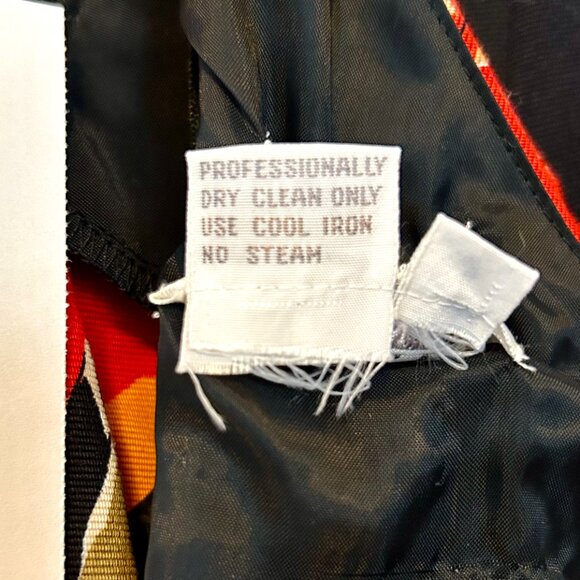 PROFESSIONALLY
DRY CLEAN ONLY
USE COOL IRON
NO STEAM